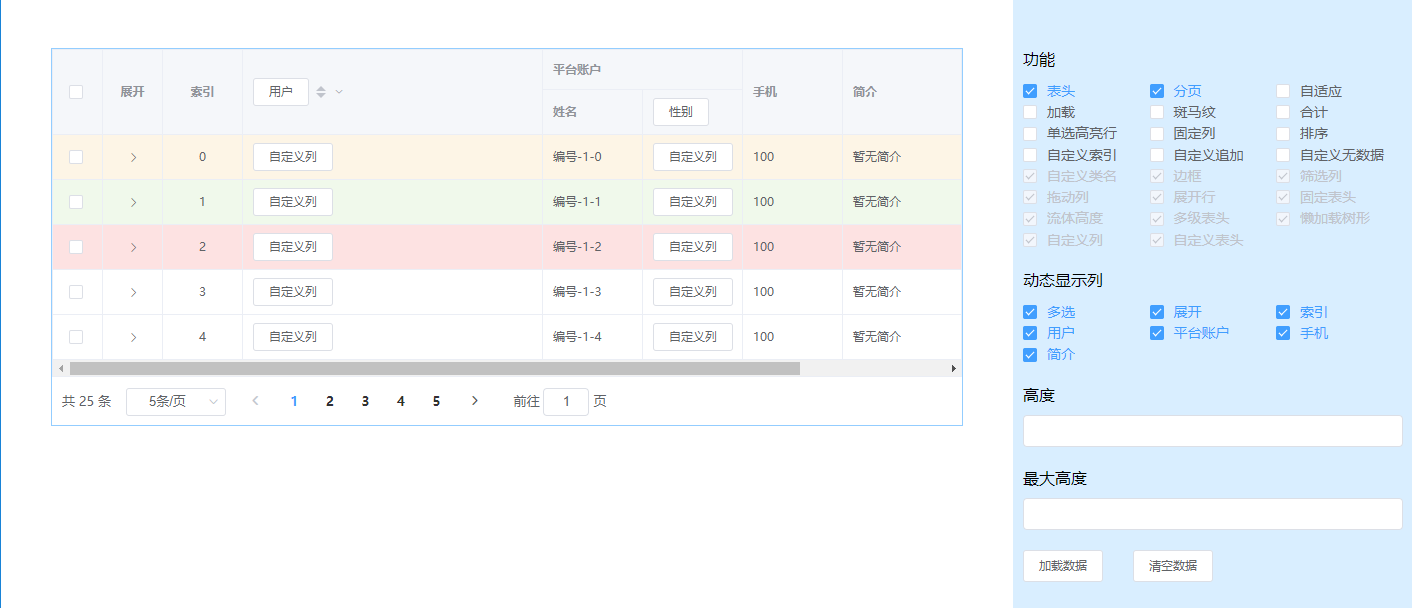 展开 索引 用户 平台账户 手机 简介
姓名 性别
0 自定义列 编号-1-0 自定义列 100 暂无简介
1 自定义列 编号-1-1 自定义列 100 暂无简介
2 自定义列 编号-1-2 自定义列 100 暂无简介
3 自定义列 编号-1-3 自定义列 100 暂无简介
4 自定义列 编号-1-4 自定义列 100 暂无简介
共 25 条 5条/页 1 2 3 4 5 前往 1 页
功能
表头 分页 自适应
加载 斑马纹 合计
单选高亮行 固定列 排序
自定义索引 自定义追加 自定义无数据
自定义类名 边框 筛选列
拖动列 展开行 固定表头
流体高度 多级表头 懒加载树形
自定义列 自定义表头
动态显示列
多选 展开 索引
用户 平台账户 手机
简介
高度
最大高度
加载数据 清空数据